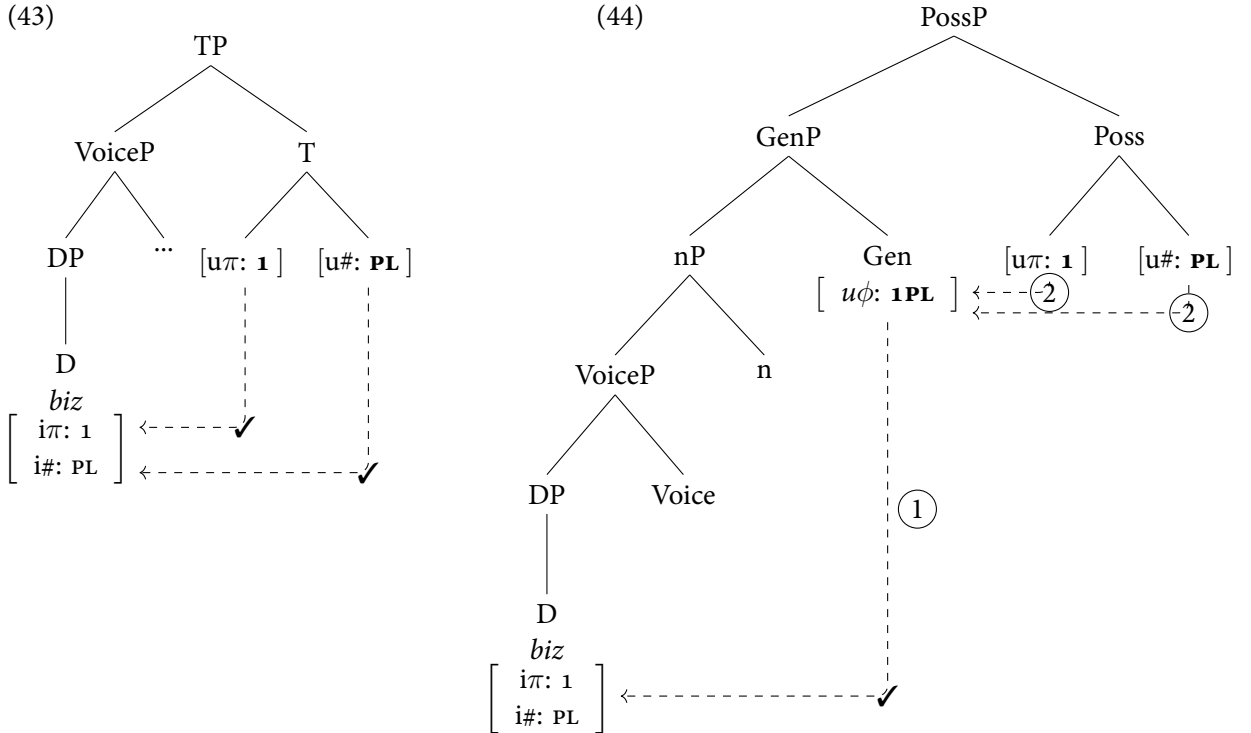 (43)
TP
VoiceP T
DP ... [uπ: 1 ] [u#: PL ]
D
biz
iπ: 1
i#: PL
(44)
PossP
GenP Poss
nP Gen [uπ: 1 ] [u#: PL ]
[ uϕ: 1PL ] 2
2
VoiceP n
DP Voice
1
D
biz
iπ: 1
i#: PL